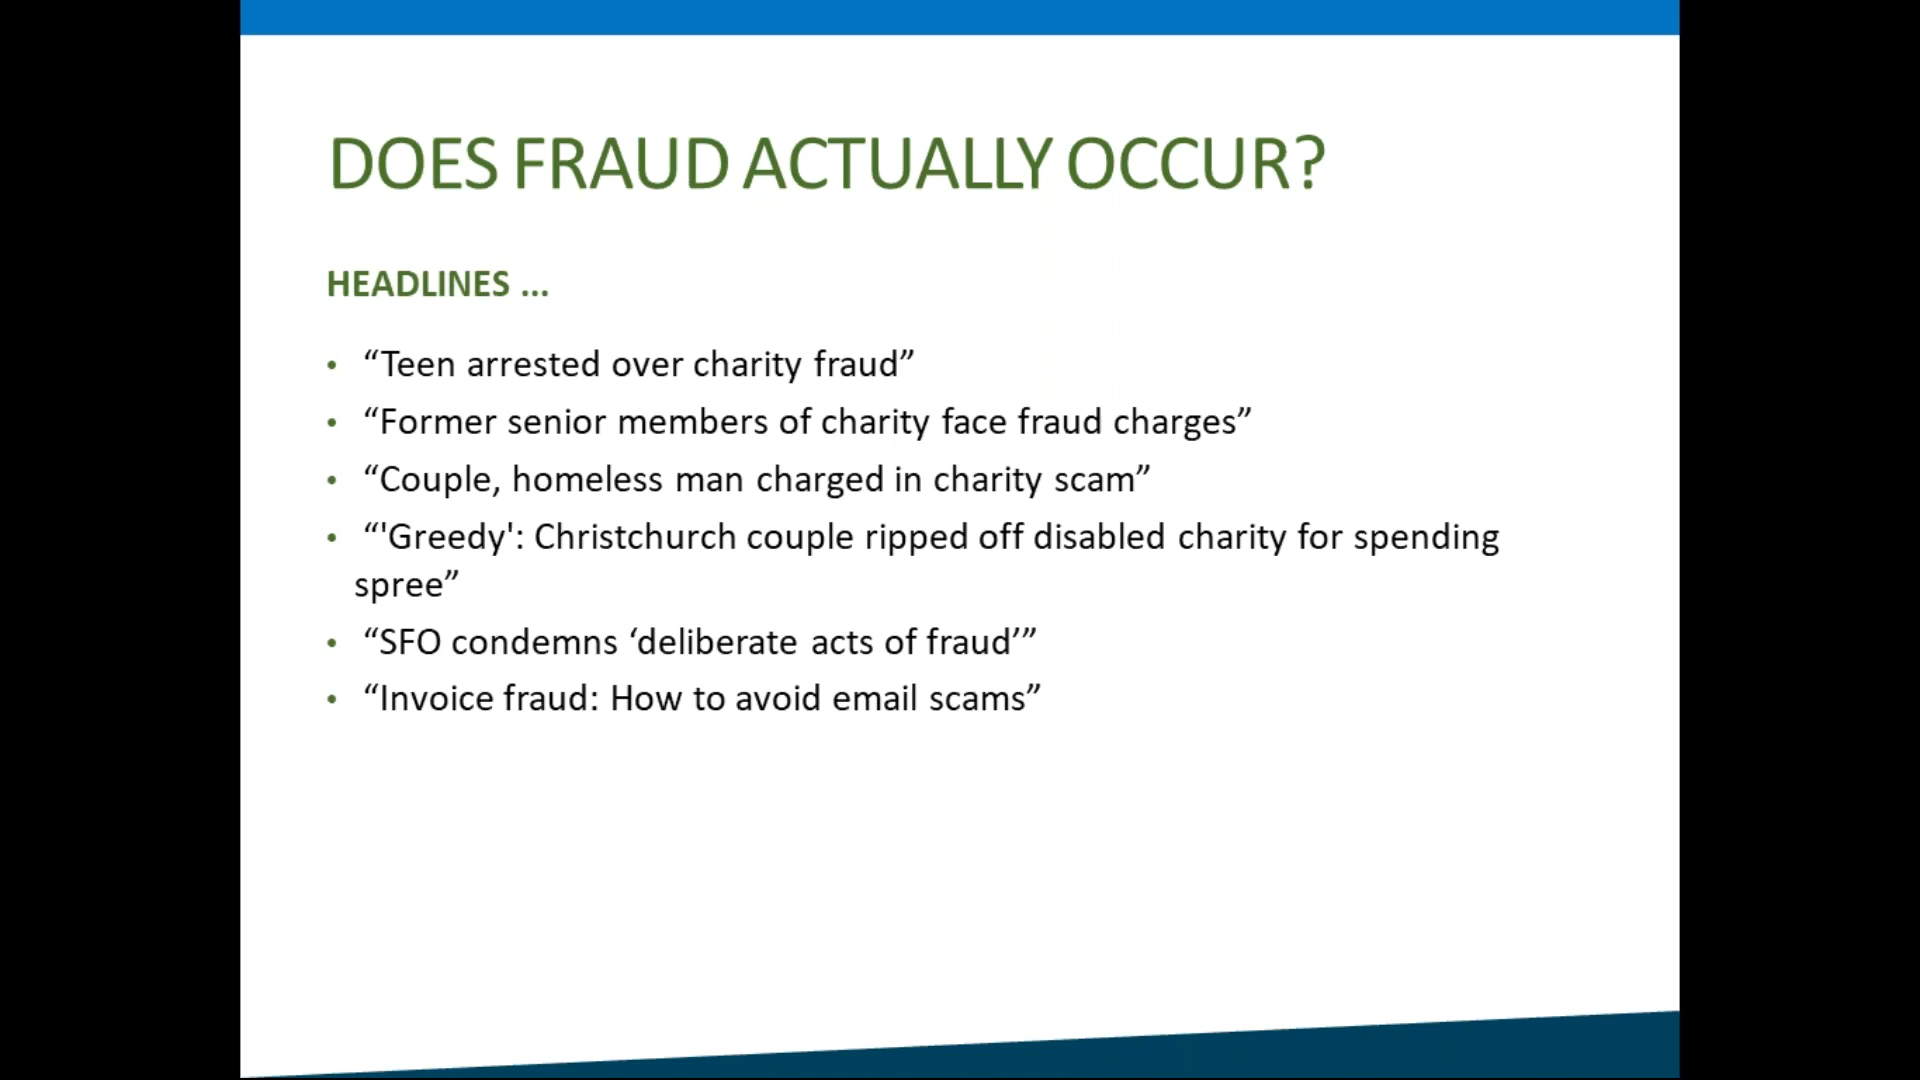 DOES FRAUD ACTUALLY OCCUR?
HEADLINES ...
• “Teen arrested over charity fraud”
• “Former senior members of charity face fraud charges”
• “Couple, homeless man charged in charity scam”
• “'Greedy': Christchurch couple ripped off disabled charity for spending
spree”
• “SFO condemns ‘deliberate acts of fraud’”
• “Invoice fraud: How to avoid email scams”